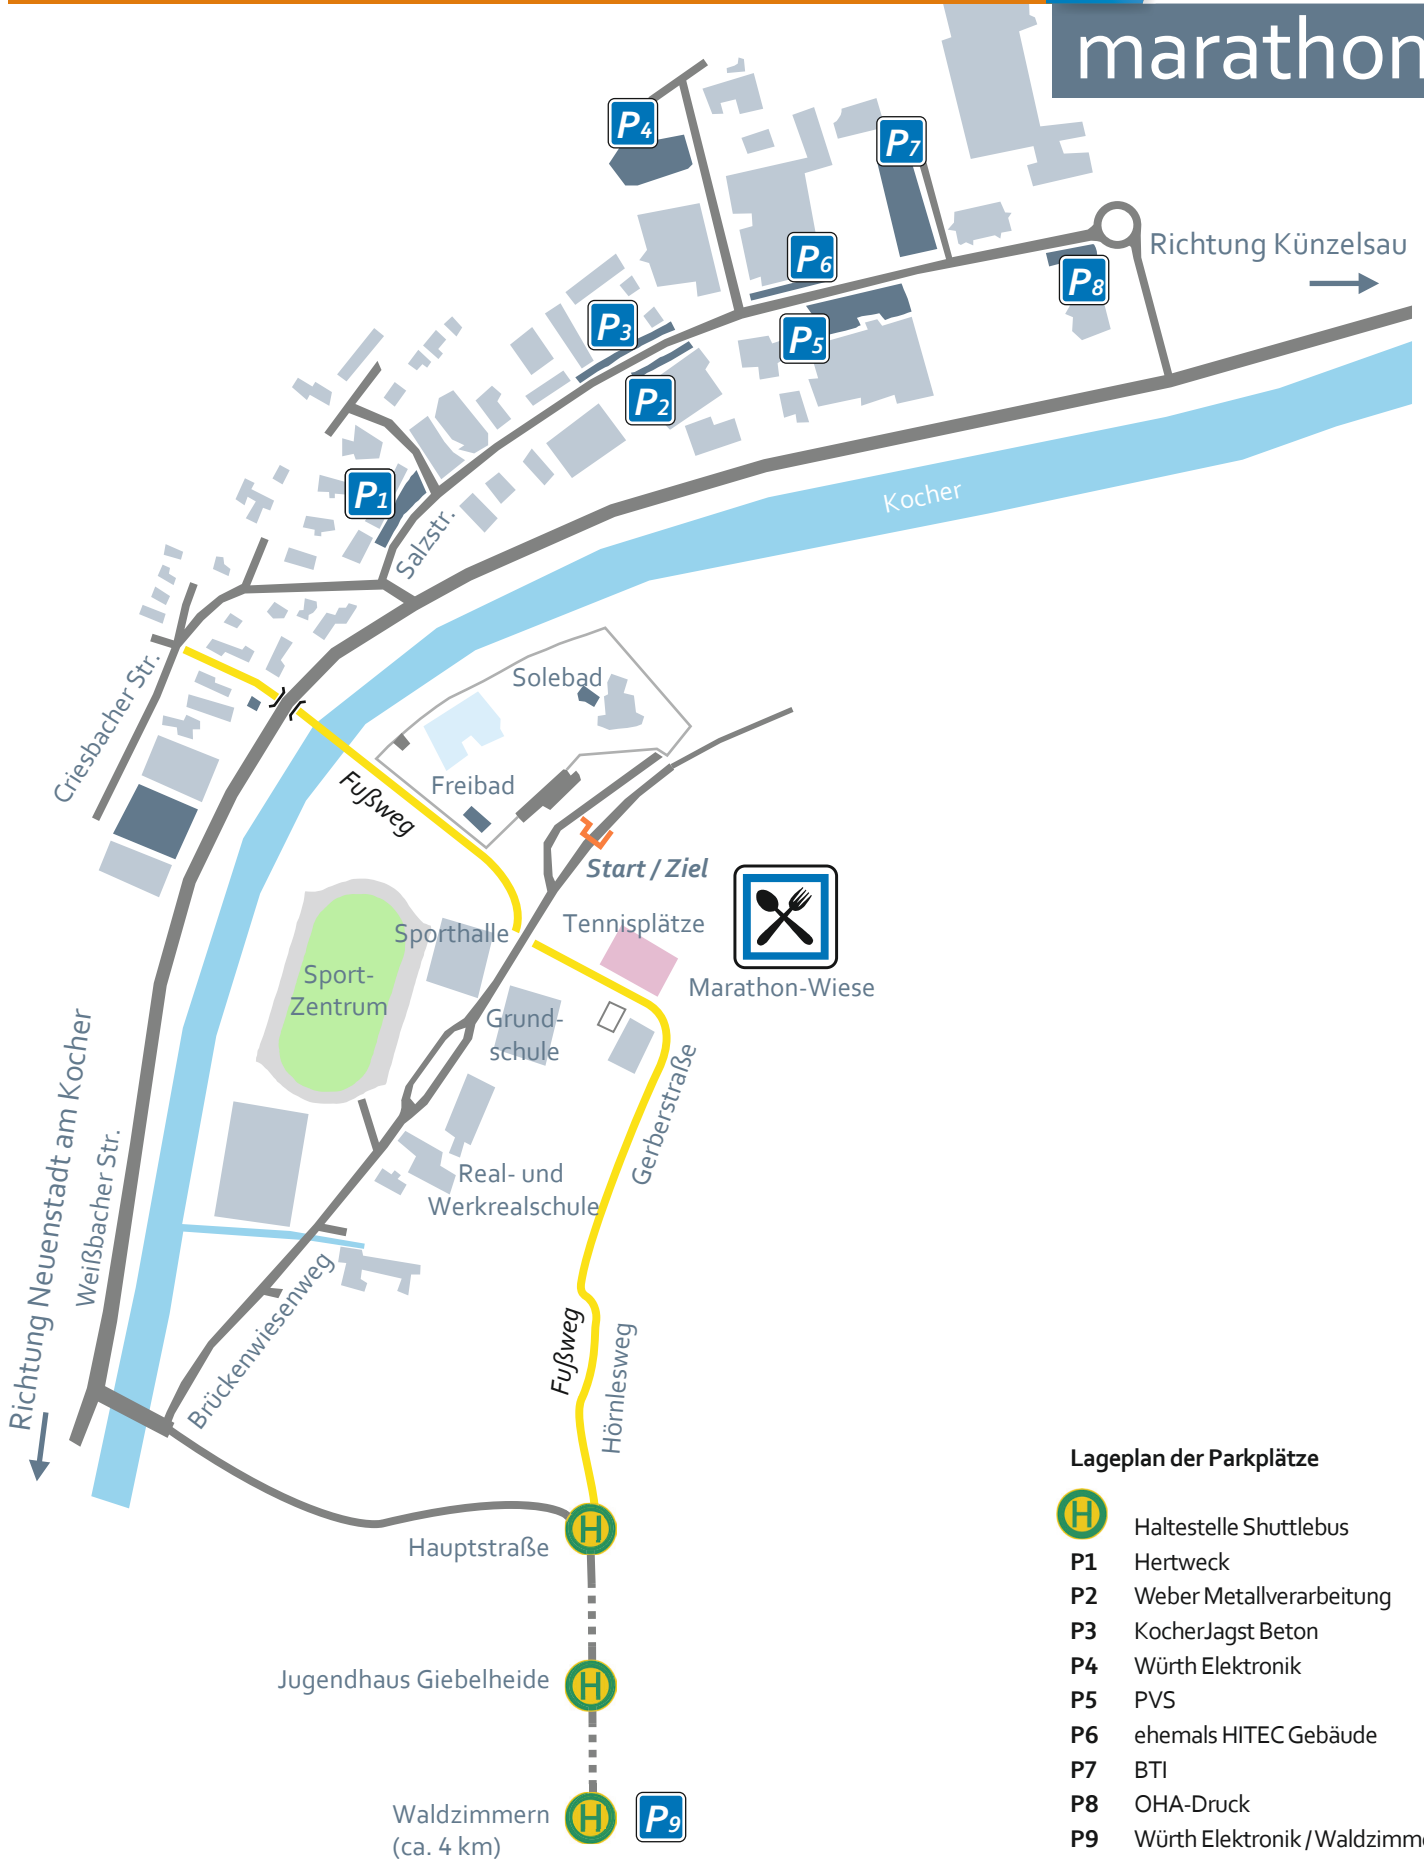 marathon
P4
P7
P6
Richtung Künzelsau
P8
P3
P5
P2
P1
Kocher
Salzstr.
Criesbacher Str.
Solebad
Freibad
Fußweg
Start / Ziel
Tennisplätze
Sporthalle
Sport-
Zentrum
Marathon-Wiese
Grund-
schule
Gerberstraße
Richtung Neuenstadt am Kocher
Weißbacher Str.
Real- und
Werkrealschule
Brückenwiesenweg
Fußweg
Hörnlesweg
H
Hauptstraße
H
Jugendhaus Giebelheide
H
Waldzimmern
(ca. 4 km)
P9
Lageplan der Parkplätze
H Haltestelle Shuttlebus
P1 Hertweck
P2 Weber Metallverarbeitung
P3 KocherJagst Beton
P4 Würth Elektronik
P5 PVS
P6 ehemals HITEC Gebäude
P7 BTI
P8 OHA-Druck
P9 Würth Elektronik / Waldzimme